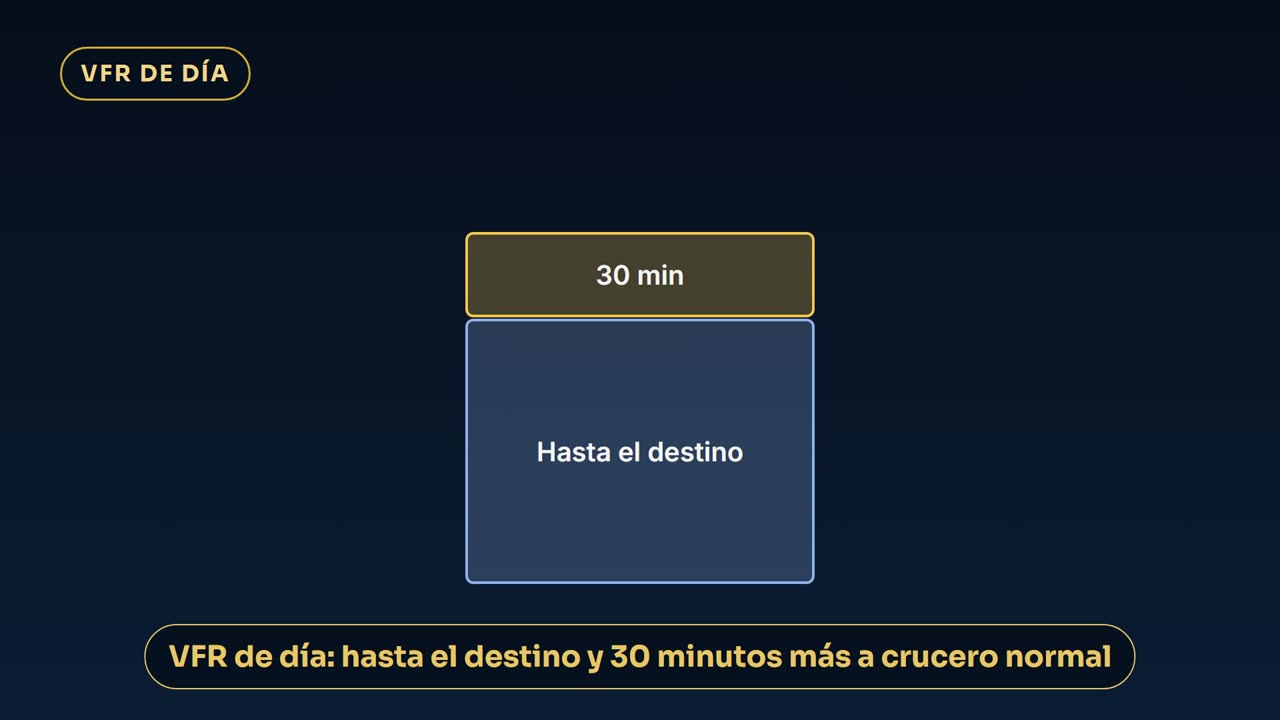 VFR DE DÍA
30 min
Hasta el destino
VFR de día: hasta el destino y 30 minutos más a crucero normal